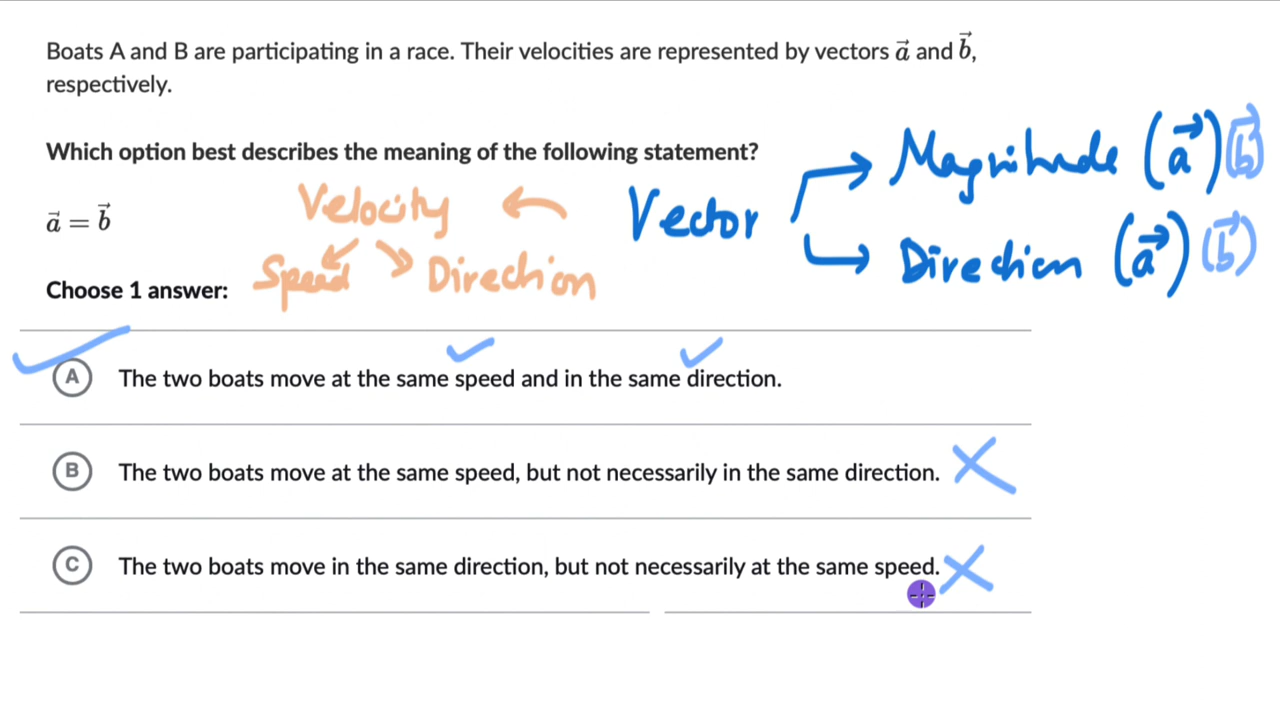 Boats A and B are participating in a race. Their velocities are represented by vectors a⃗ and b⃗,
respectively.
Which option best describes the meaning of the following statement?
a⃗ = b⃗
Velocity ← Vector → Magnitude (a⃗) (b⃗)
↙ ↘ ↳ Direction (a⃗) (b⃗)
Speed Direction
Choose 1 answer:
A The two boats move at the same speed and in the same direction.
B The two boats move at the same speed, but not necessarily in the same direction.
C The two boats move in the same direction, but not necessarily at the same speed.